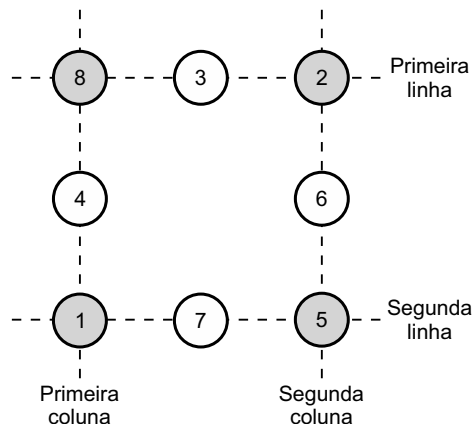 8 3 2 Primeira
linha
4 6
1 7 5 Segunda
linha
Primeira
coluna
Segunda
coluna